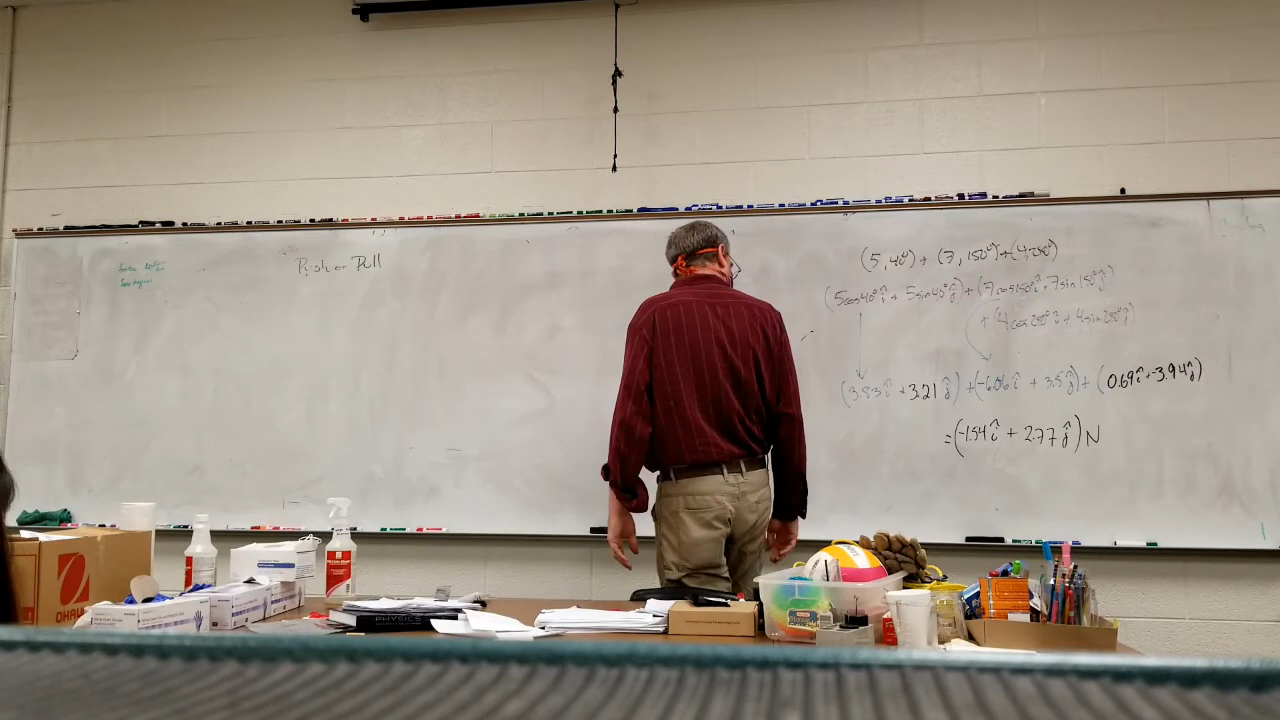 Push or Pull
(5, 40°) + (7, 150°) + (4, 280°)
(5cos40°î + 5sin40°ĵ) + (7cos150°î + 7sin150°ĵ)
+ (4cos280°î + 4sin280°ĵ)
(3.83î + 3.21ĵ) + (-6.06î + 3.5ĵ) + (0.69î + -3.94ĵ)
= (-1.54î + 2.77ĵ) N
OHAUS
PHYSICS